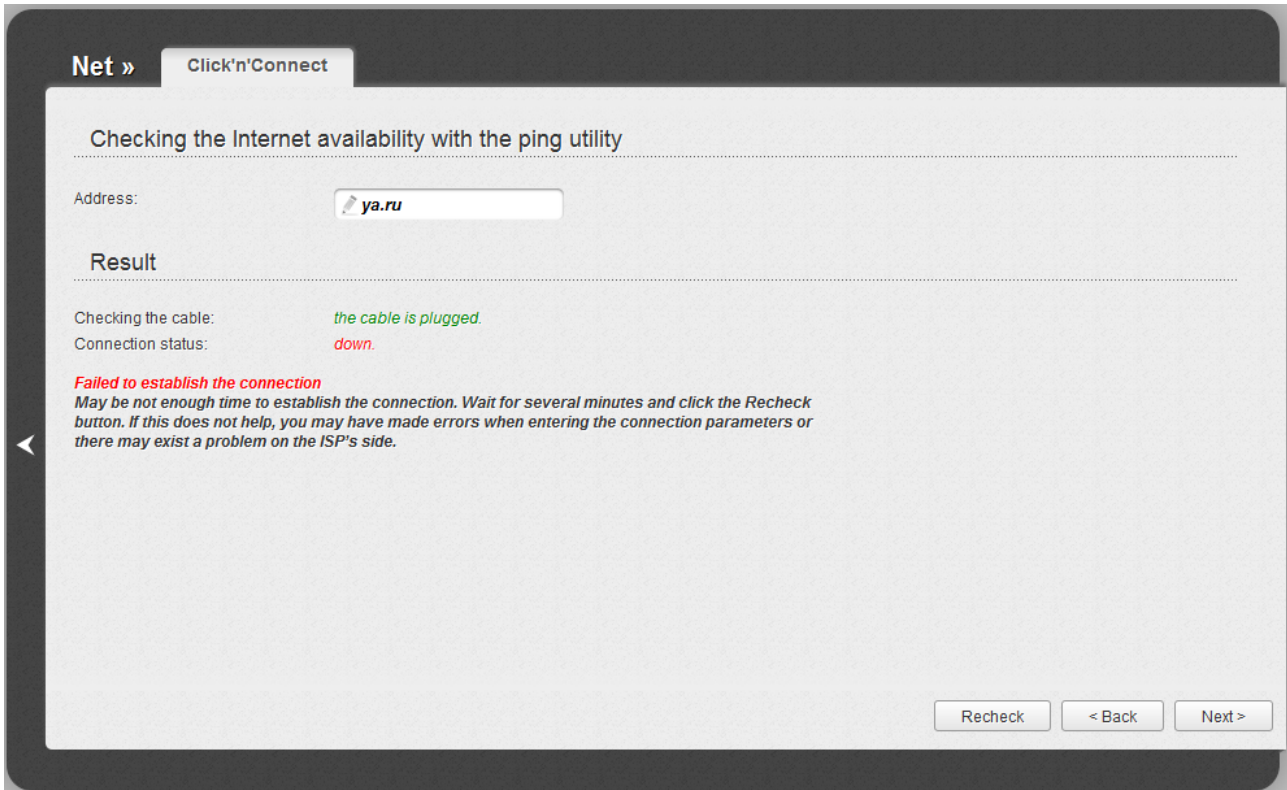 Net » Click'n'Connect
Checking the Internet availability with the ping utility
Address: ya.ru
Result
Checking the cable: the cable is plugged.
Connection status: down.
Failed to establish the connection
May be not enough time to establish the connection. Wait for several minutes and click the Recheck
button. If this does not help, you may have made errors when entering the connection parameters or
there may exist a problem on the ISP's side.
Recheck < Back Next >